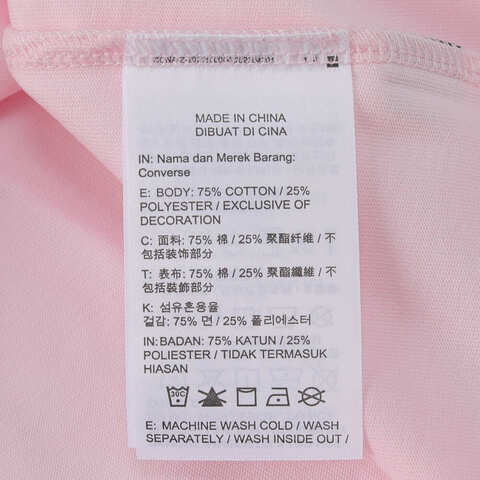 MADE IN CHINA
DIBUAT DI CINA
IN: Nama dan Merek Barang:
Converse
E: BODY: 75% COTTON / 25%
POLYESTER / EXCLUSIVE OF
DECORATION
C: 面料: 75% 棉 / 25% 聚酯纤维 / 不
包括装饰部分
T: 表布: 75% 棉 / 25% 聚酯纖維 / 不
包括裝飾部分
K: 섬유혼용율
겉감: 75% 면 / 25% 폴리에스터
IN: BADAN: 75% KATUN / 25%
POLIESTER / TIDAK TERMASUK
HIASAN
30C
E: MACHINE WASH COLD / WASH
SEPARATELY / WASH INSIDE OUT /